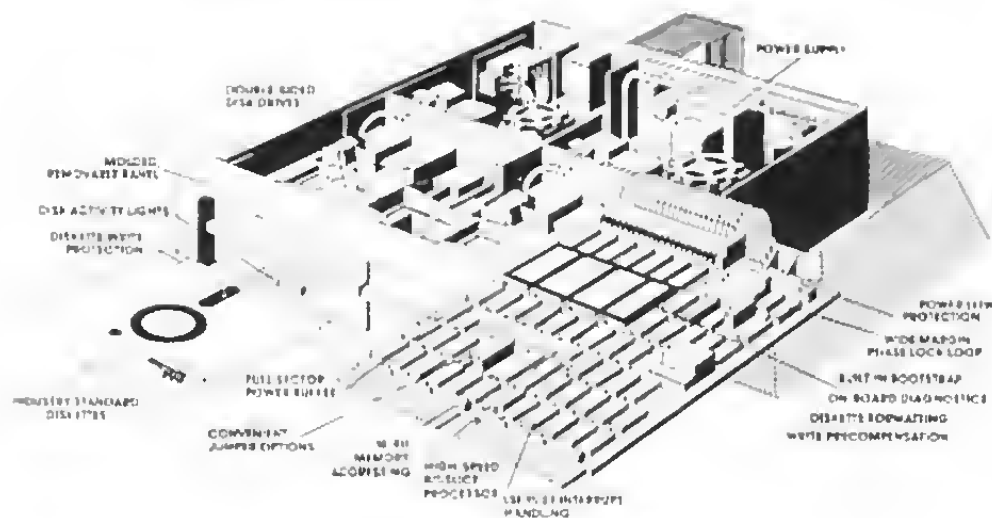 POWER SUPPLY
DOUBLE SIDED
DISK DRIVES
MOLDED
REMOVABLE PANEL
DISK ACTIVITY LIGHTS
DISKETTE WRITE
PROTECTION
INDUSTRY STANDARD
DISKETTES
FULL SECTOR
POWER BUFFER
CONVENIENT
JUMPER OPTIONS
MEMORY
ADDRESSING
HIGH SPEED
PROCESSOR
INTERRUPT
HANDLING
POWER
PROTECTION
WIDE MARGIN
PHASE LOCK LOOP
BUILT IN BOOTSTRAP
ON-BOARD DIAGNOSTICS
DISKETTE FORMATTING
WRITE PRECOMPENSATION